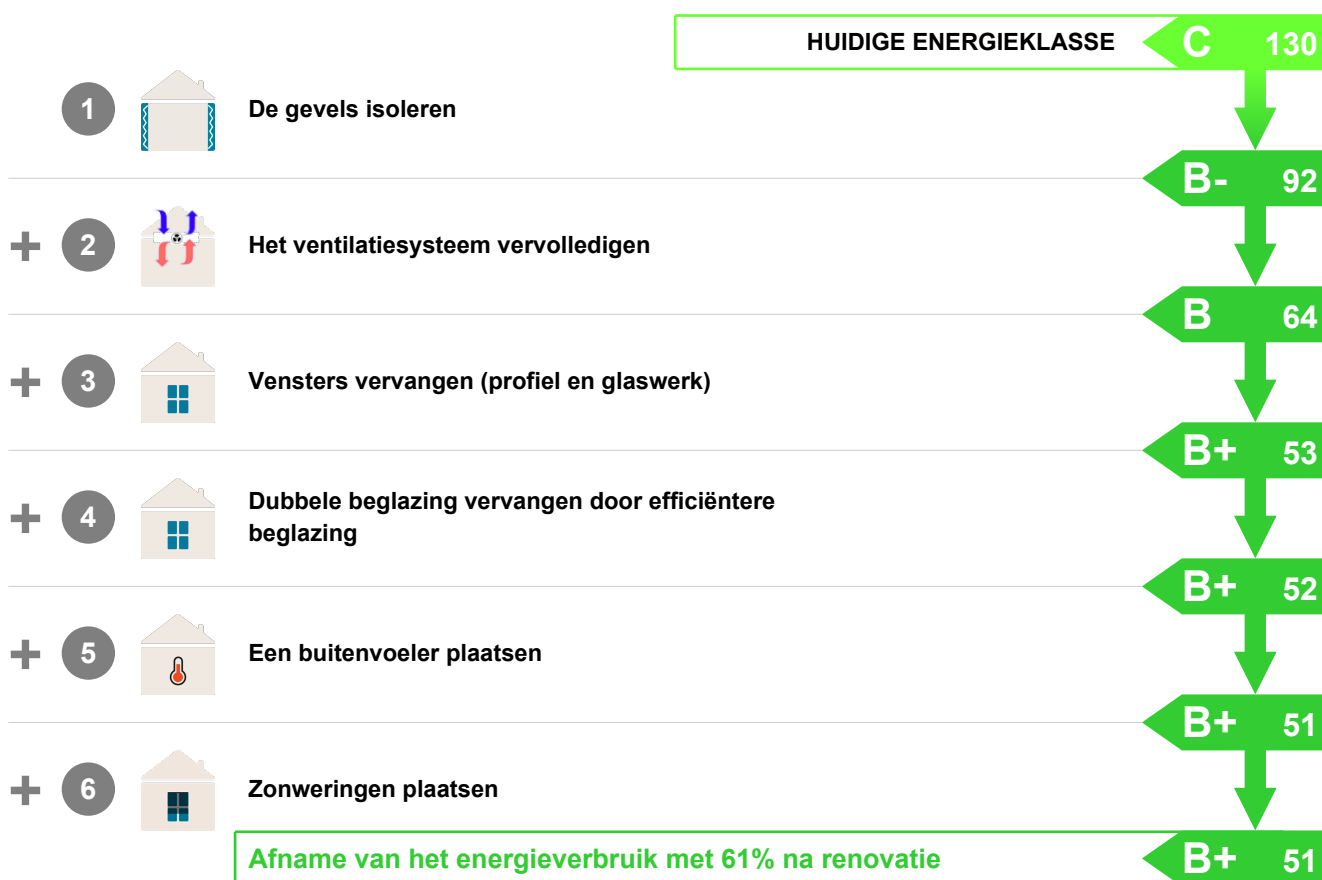 HUIDIGE ENERGIEKLASSE C 130
1 De gevels isoleren
B- 92
+ 2 Het ventilatiesysteem vervolledigen
B 64
+ 3 Vensters vervangen (profiel en glaswerk)
B+ 53
+ 4 Dubbele beglazing vervangen door efficiëntere
beglazing
B+ 52
+ 5 Een buitenvoeler plaatsen
B+ 51
+ 6 Zonweringen plaatsen
Afname van het energieverbruik met 61% na renovatie B+ 51